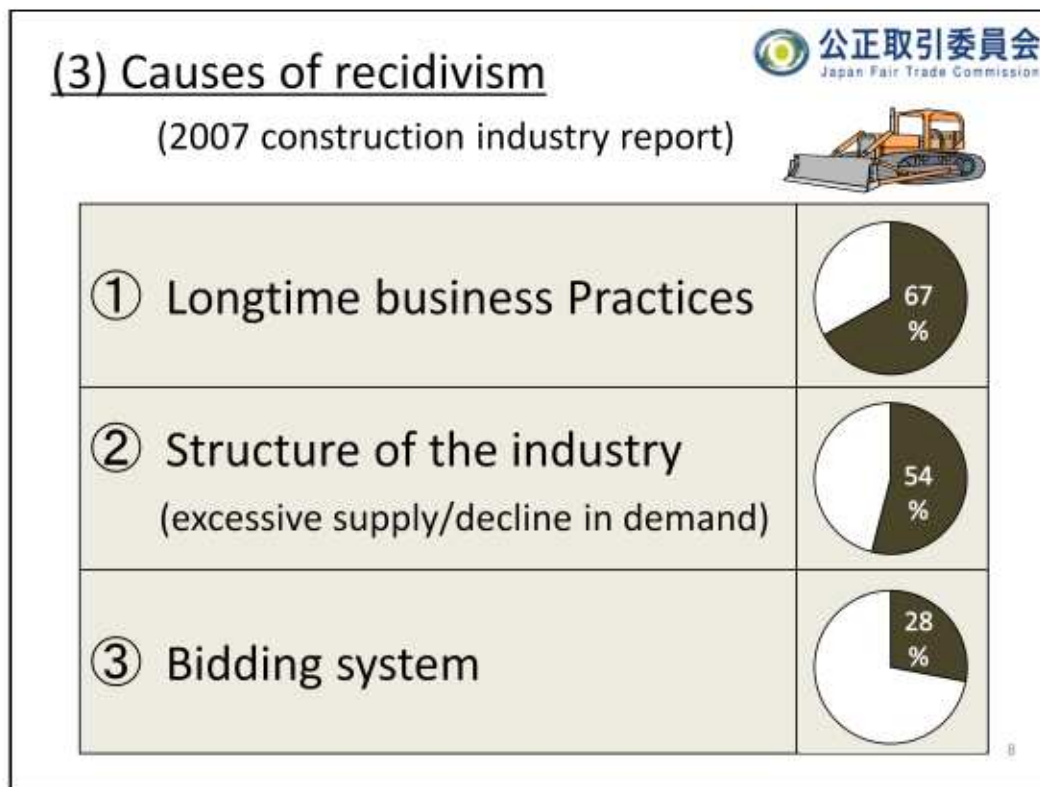 (3) Causes of recidivism
公正取引委員会
Japan Fair Trade Commission
(2007 construction industry report)
① Longtime business Practices
67
%
② Structure of the industry
(excessive supply/decline in demand)
54
%
③ Bidding system
28
%
8